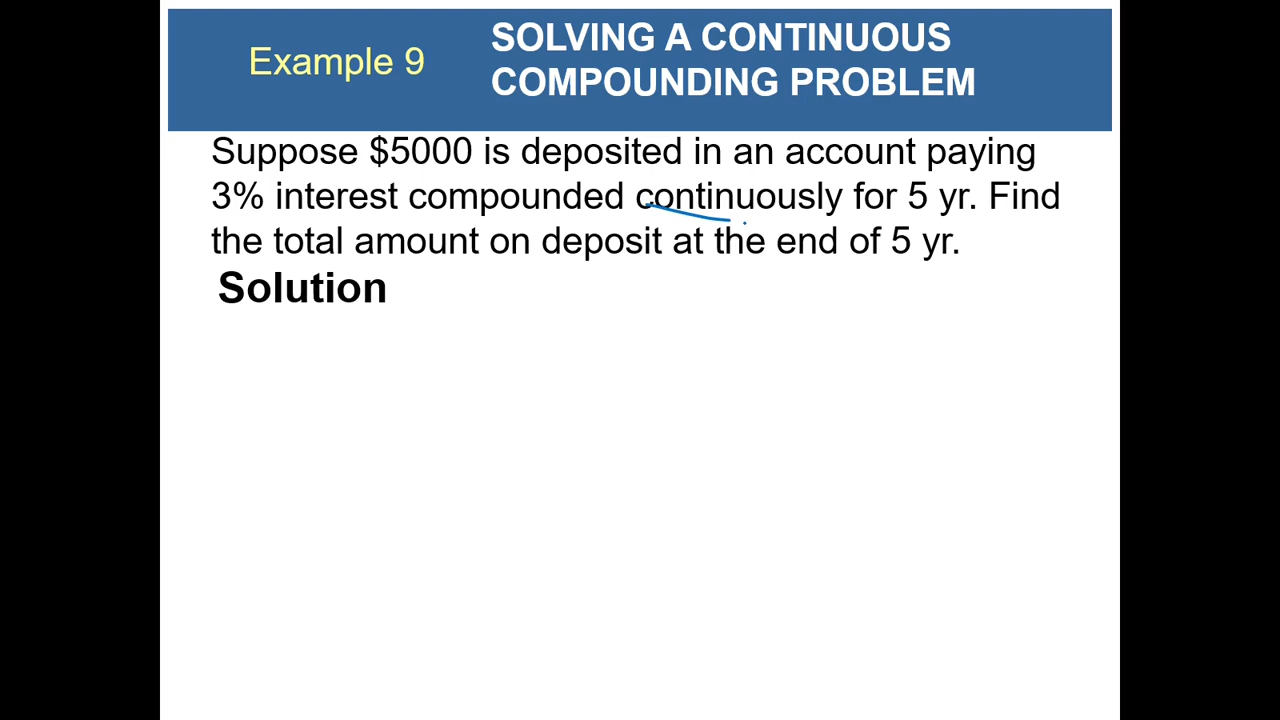 Example 9
SOLVING A CONTINUOUS
COMPOUNDING PROBLEM
Suppose $5000 is deposited in an account paying
3% interest compounded continuously for 5 yr. Find
the total amount on deposit at the end of 5 yr.
Solution